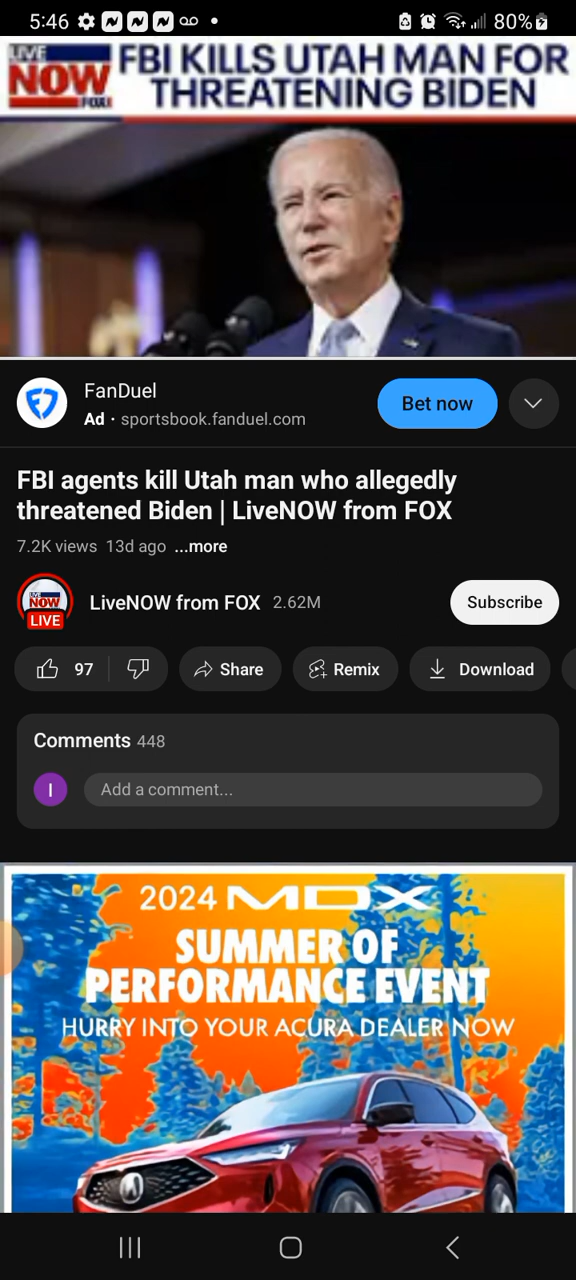 5:46
80%
LIVE
NOW
FOX
FBI KILLS UTAH MAN FOR
THREATENING BIDEN
FanDuel
Ad · sportsbook.fanduel.com
Bet now
FBI agents kill Utah man who allegedly
threatened Biden | LiveNOW from FOX
7.2K views 13d ago ...more
LIVE
NOW
LIVE
LiveNOW from FOX 2.62M
Subscribe
97
Share
Remix
Download
Comments 448
I
Add a comment...
2024 MDX
SUMMER OF
PERFORMANCE EVENT
HURRY INTO YOUR ACURA DEALER NOW